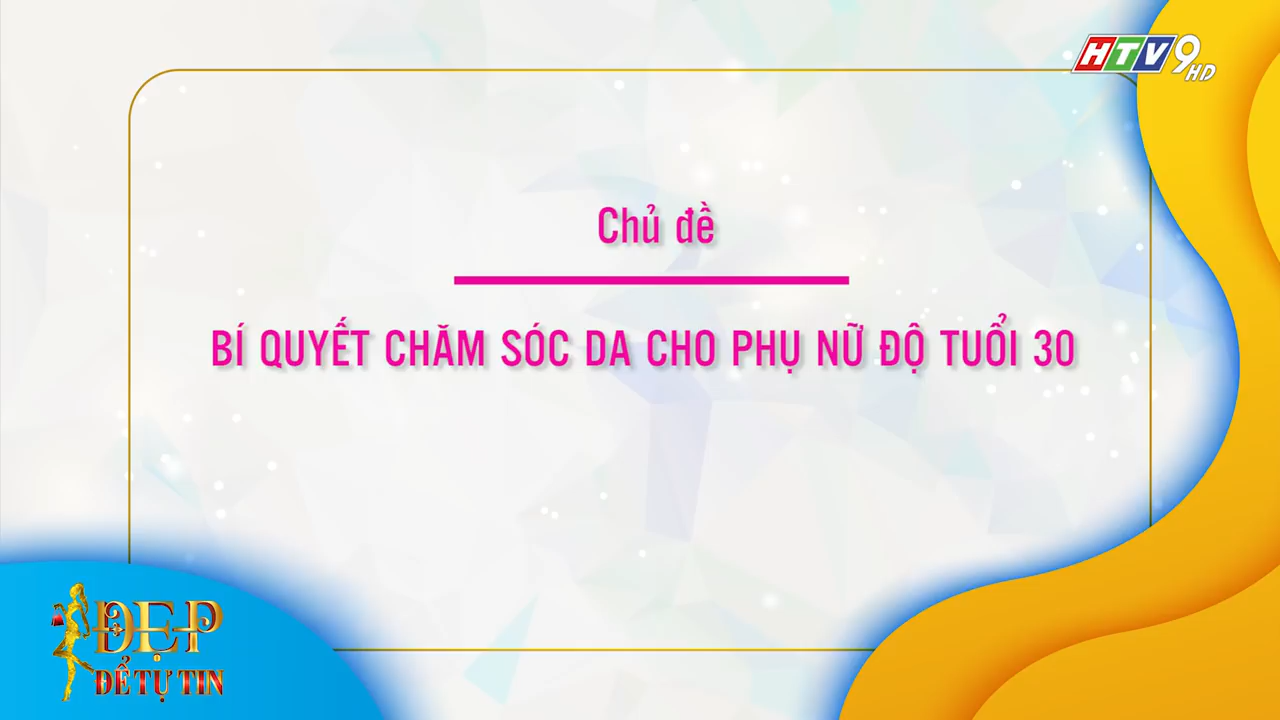 HTV9
HD
Chủ đề
BÍ QUYẾT CHĂM SÓC DA CHO PHỤ NỮ ĐỘ TUỔI 30
ĐẸP
ĐỂ TỰ TIN